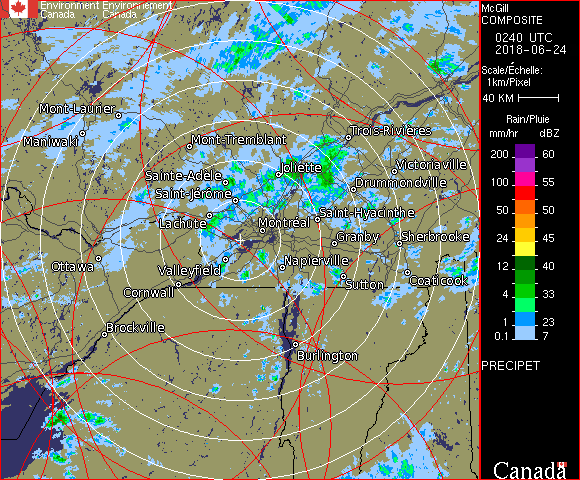 Environment Environnement
Canada Canada
McGill
COMPOSITE
0240 UTC
2018-06-24
Scale/Échelle:
1km/Pixel
40 KM
Rain/Pluie
mm/hr dBZ
200 60
100 55
50 50
24 45
12 40
4 33
1 23
0.1 7
PRECIPET
Canada
Mont-Laurier
Maniwaki
Mont-Tremblant
Trois-Rivières
Victoriaville
Joliette
Sainte-Adèle
Drummondville
Saint-Jérôme
Saint-Hyacinthe
Lachute
Montréal
Granby
Sherbrooke
Ottawa
Valleyfield
Napierville
Sutton
Coaticook
Cornwall
Brockville
Burlington